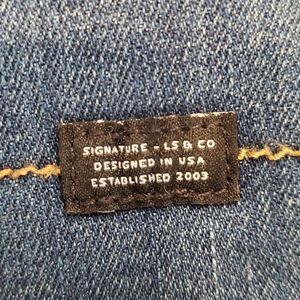 SIGNATURE - LS & CO
DESIGNED IN USA
ESTABLISHED 2003